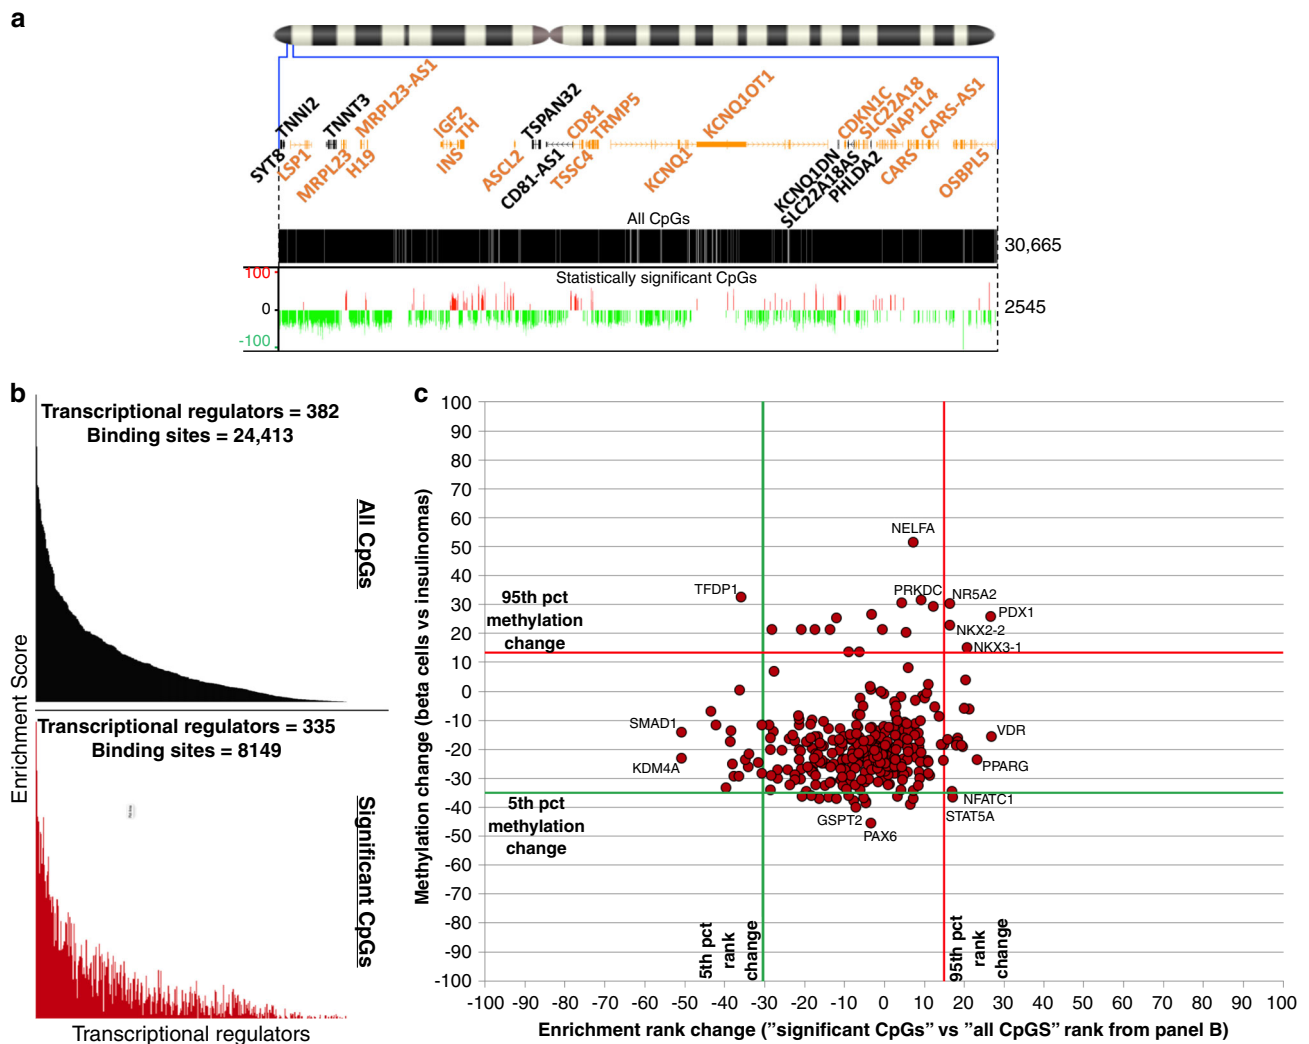 a
TNNI2
TNNT3
MRPL23-AS1
IGF2
TH
TSPAN32
CD81
TRMP5
KCNQ1OT1
CDKN1C
SLC22A18
NAP1L4
CARS-AS1
SYT8
LSP1
MRPL23
H19
INS
ASCL2
CD81-AS1
TSSC4
KCNQ1
KCNQ1DN
SLC22A18AS
PHLDA2
CARS
OSBPL5
All CpGs
30,665
100
Statistically significant CpGs
0
2545
-100
b
Transcriptional regulators = 382
Binding sites = 24,413
All CpGs
Enrichment Score
Transcriptional regulators = 335
Binding sites = 8149
Significant CpGs
Transcriptional regulators
c
Methylation change (beta cells vs insulinomas)
100
90
80
70
60
50
40
30
20
10
0
-10
-20
-30
-40
-50
-60
-70
-80
-90
-100
NELFA
TFDP1
PRKDC
NR5A2
PDX1
NKX2-2
NKX3-1
95th pct
methylation
change
SMAD1
KDM4A
VDR
PPARG
NFATC1
STAT5A
GSPT2
PAX6
5th pct
methylation
change
5th pct
rank
change
95th pct
rank
change
-100 -90 -80 -70 -60 -50 -40 -30 -20 -10 0 10 20 30 40 50 60 70 80 90 100
Enrichment rank change ("significant CpGs" vs "all CpGS" rank from panel B)